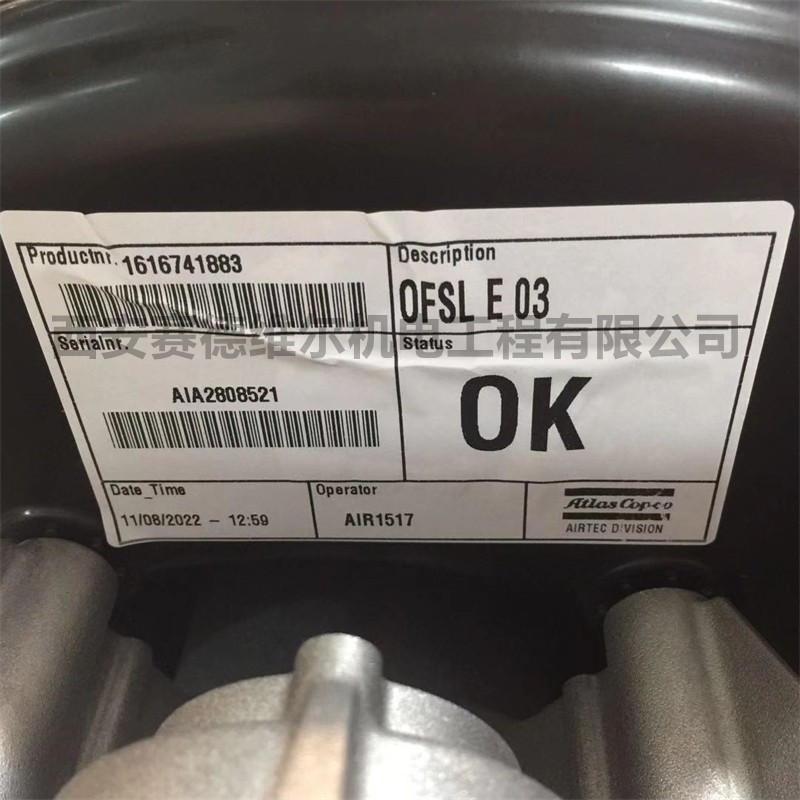 Productnr. 1616741883
Description
OFSL E 03
西安赛德维尔机电工程有限公司
Serialnr.
AIA2808521
Status
OK
Date_Time
11/08/2022 - 12:59
Operator
AIR1517
Atlas Copco
AIRTEC DIVISION